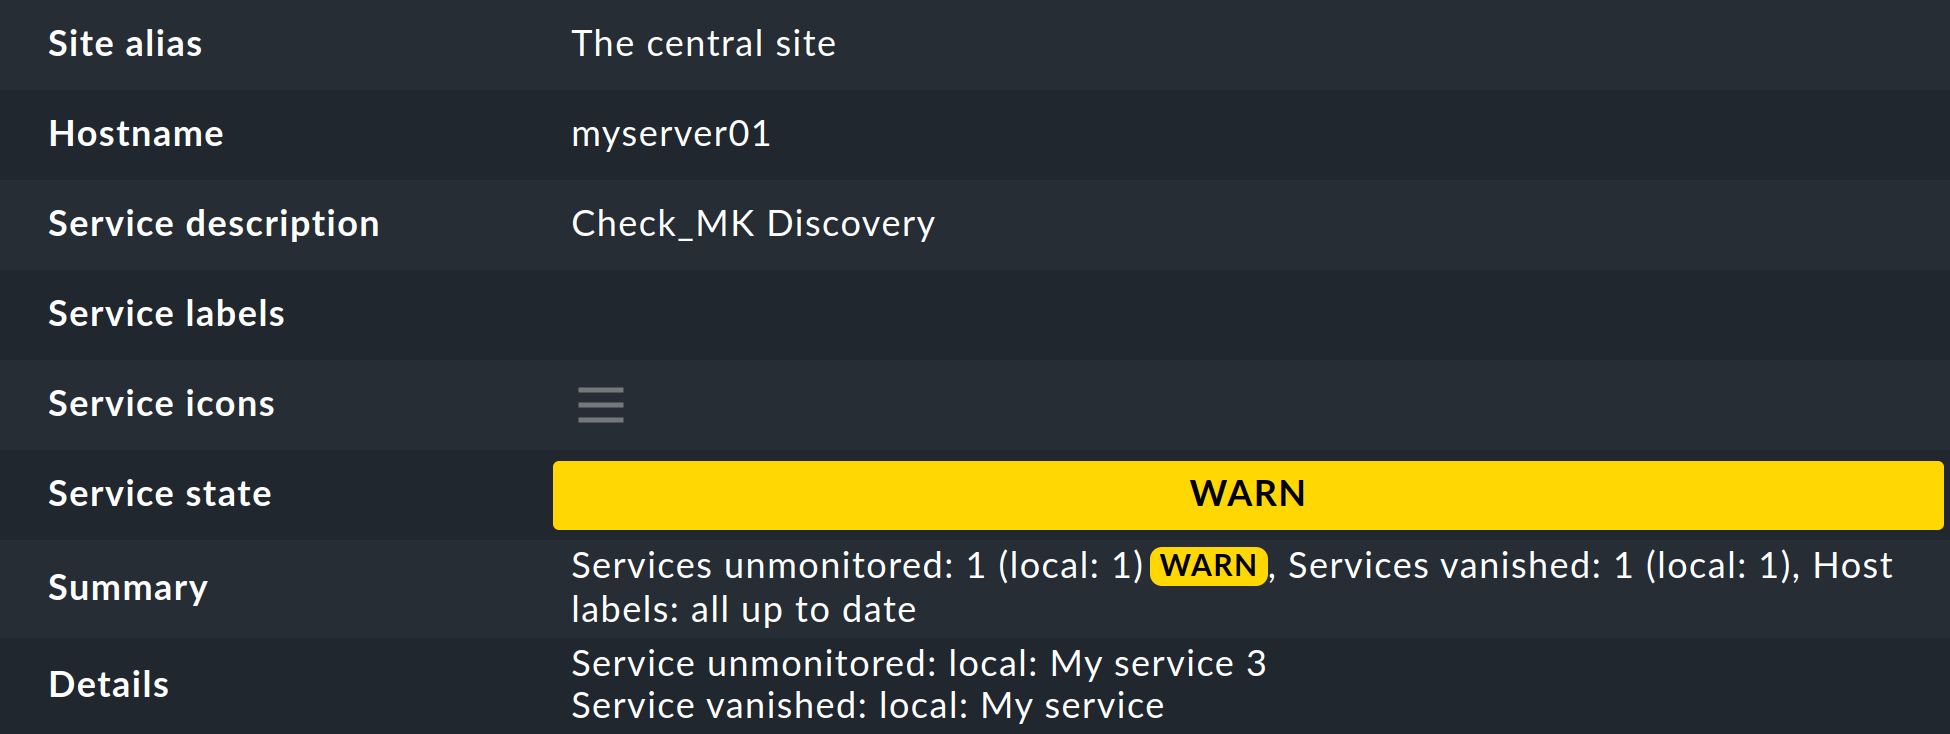 Site alias The central site
Hostname myserver01
Service description Check_MK Discovery
Service labels
Service icons
Service state WARN
Summary Services unmonitored: 1 (local: 1) WARN, Services vanished: 1 (local: 1), Host
labels: all up to date
Details Service unmonitored: local: My service 3
Service vanished: local: My service